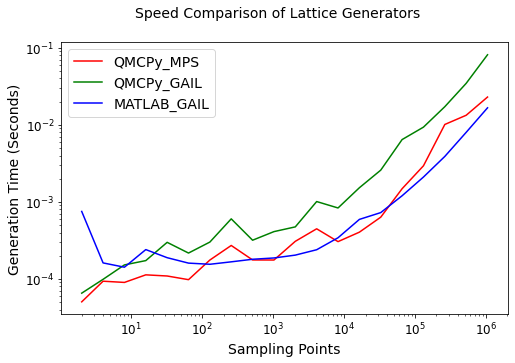 Speed Comparison of Lattice Generators
QMCPy_MPS
QMCPy_GAIL
MATLAB_GAIL
Generation Time (Seconds)
10⁻¹
10⁻²
10⁻³
10⁻⁴
10¹ 10² 10³ 10⁴ 10⁵ 10⁶
Sampling Points